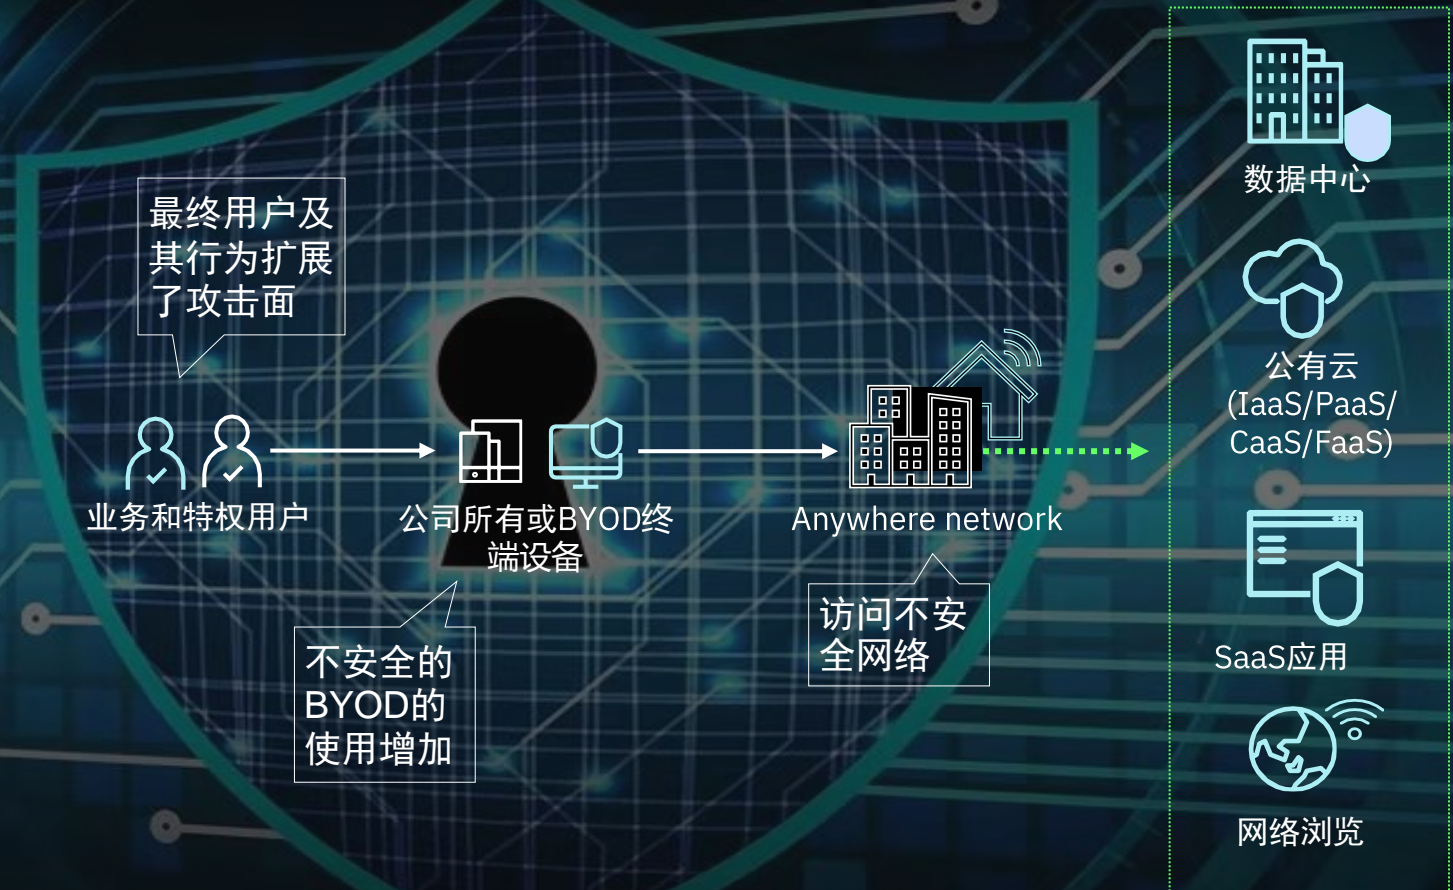 最终用户及
其行为扩展
了攻击面
业务和特权用户
公司所有或BYOD终
端设备
不安全的
BYOD的
使用增加
Anywhere network
访问不安
全网络
数据中心
公有云
(IaaS/PaaS/
CaaS/FaaS)
SaaS应用
网络浏览